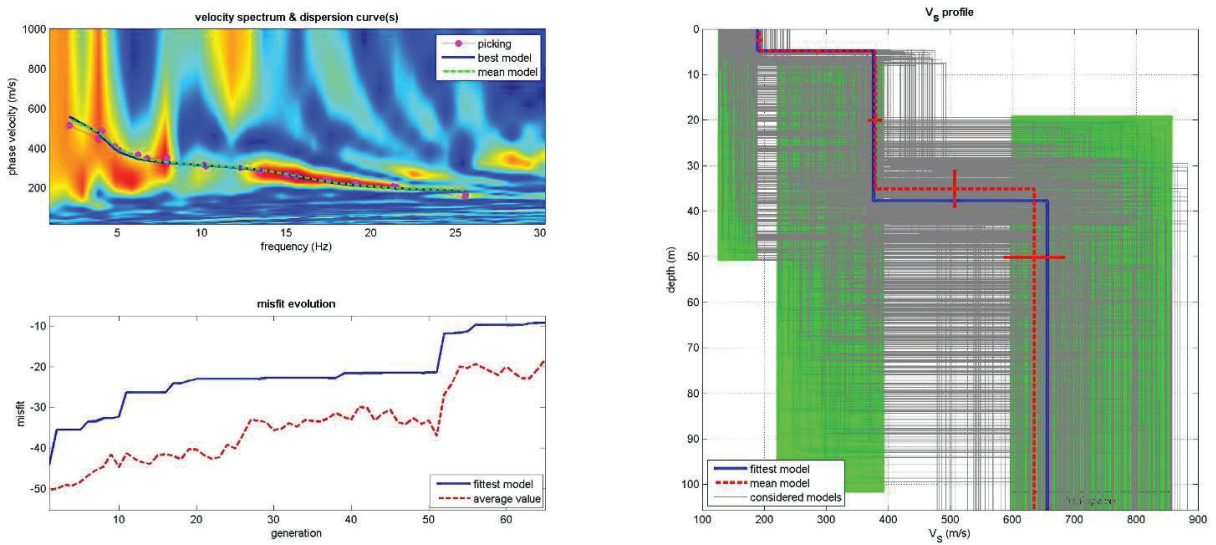 velocity spectrum & dispersion curve(s)
1000
800
600
400
200
phase velocity (m/s)
picking
best model
mean model
5
10
15
20
25
30
frequency (Hz)
misfit evolution
-10
-20
-30
-40
-50
misfit
fittest model
average value
10
20
30
40
50
60
generation
VS profile
0
10
20
30
40
50
60
70
80
90
100
depth (m)
fittest model
mean model
considered models
100
200
300
400
500
600
700
800
900
VS (m/s)